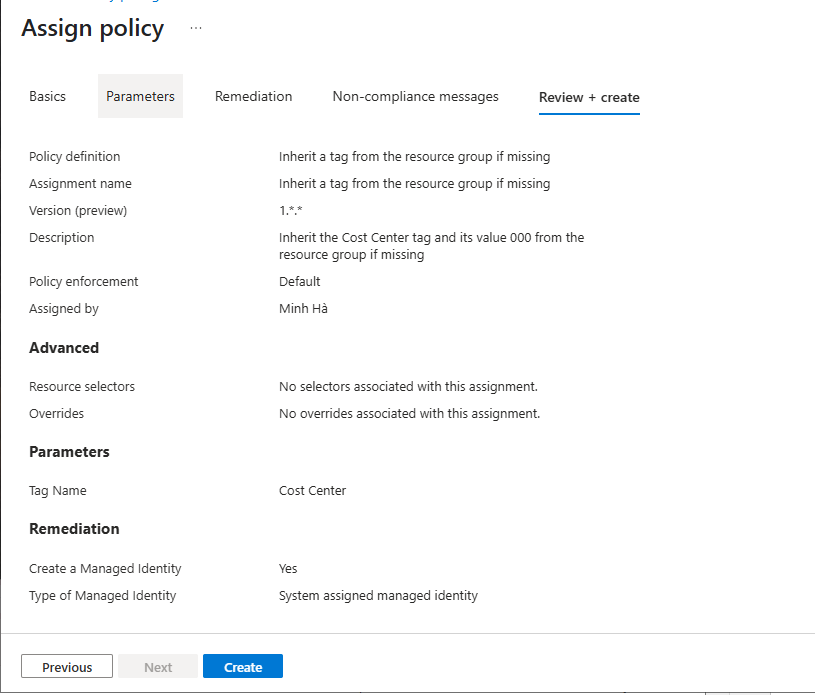 Assign policy ...
Basics Parameters Remediation Non-compliance messages Review + create
Policy definition Inherit a tag from the resource group if missing
Assignment name Inherit a tag from the resource group if missing
Version (preview) 1.*.*
Description Inherit the Cost Center tag and its value 000 from the
resource group if missing
Policy enforcement Default
Assigned by Minh Hà
Advanced
Resource selectors No selectors associated with this assignment.
Overrides No overrides associated with this assignment.
Parameters
Tag Name Cost Center
Remediation
Create a Managed Identity Yes
Type of Managed Identity System assigned managed identity
Previous Next Create